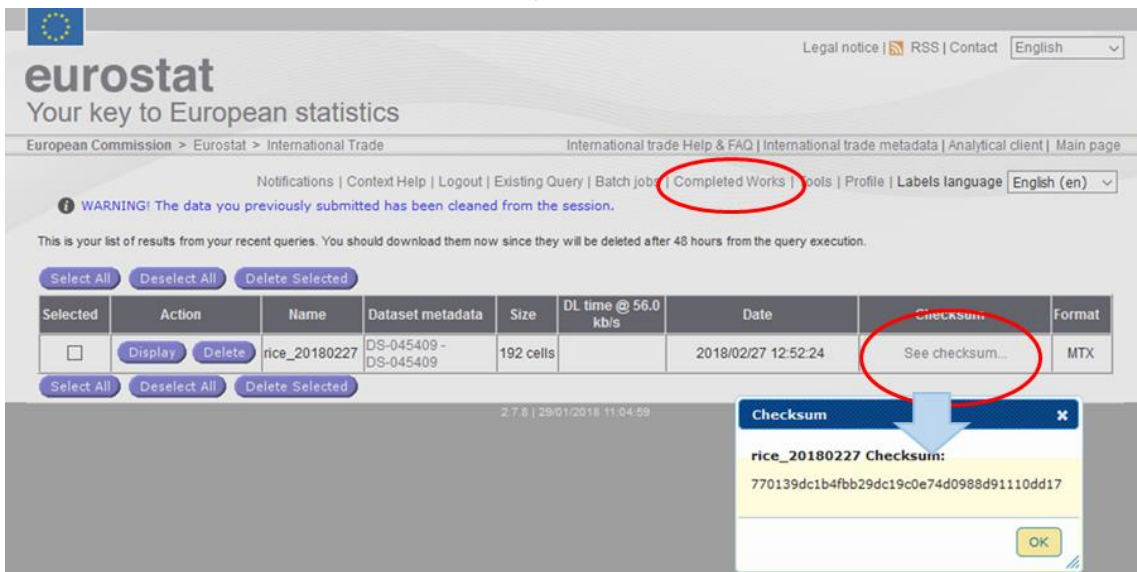 Legal notice | RSS | Contact English
eurostat
Your key to European statistics
European Commission > Eurostat > International Trade International trade Help & FAQ | International trade metadata | Analytical client | Main page
Notifications | Context Help | Logout | Existing Query | Batch jobs | Completed Works | Tools | Profile | Labels language English (en)
WARNING! The data you previously submitted has been cleaned from the session.
This is your list of results from your recent queries. You should download them now since they will be deleted after 48 hours from the query execution.
Select All Deselect All Delete Selected
Selected Action Name Dataset metadata Size DL time @ 56.0 kb/s Date Checksum Format
Display Delete rice_20180227 DS-045409 - DS-045409 192 cells 2018/02/27 12:52:24 See checksum... MTX
Select All Deselect All Delete Selected
2.7.8 | 29/01/2018 11:04:59
Checksum
rice_20180227 Checksum:
770139dc1b4fbb29dc19c0e74d0988d91110dd17
OK